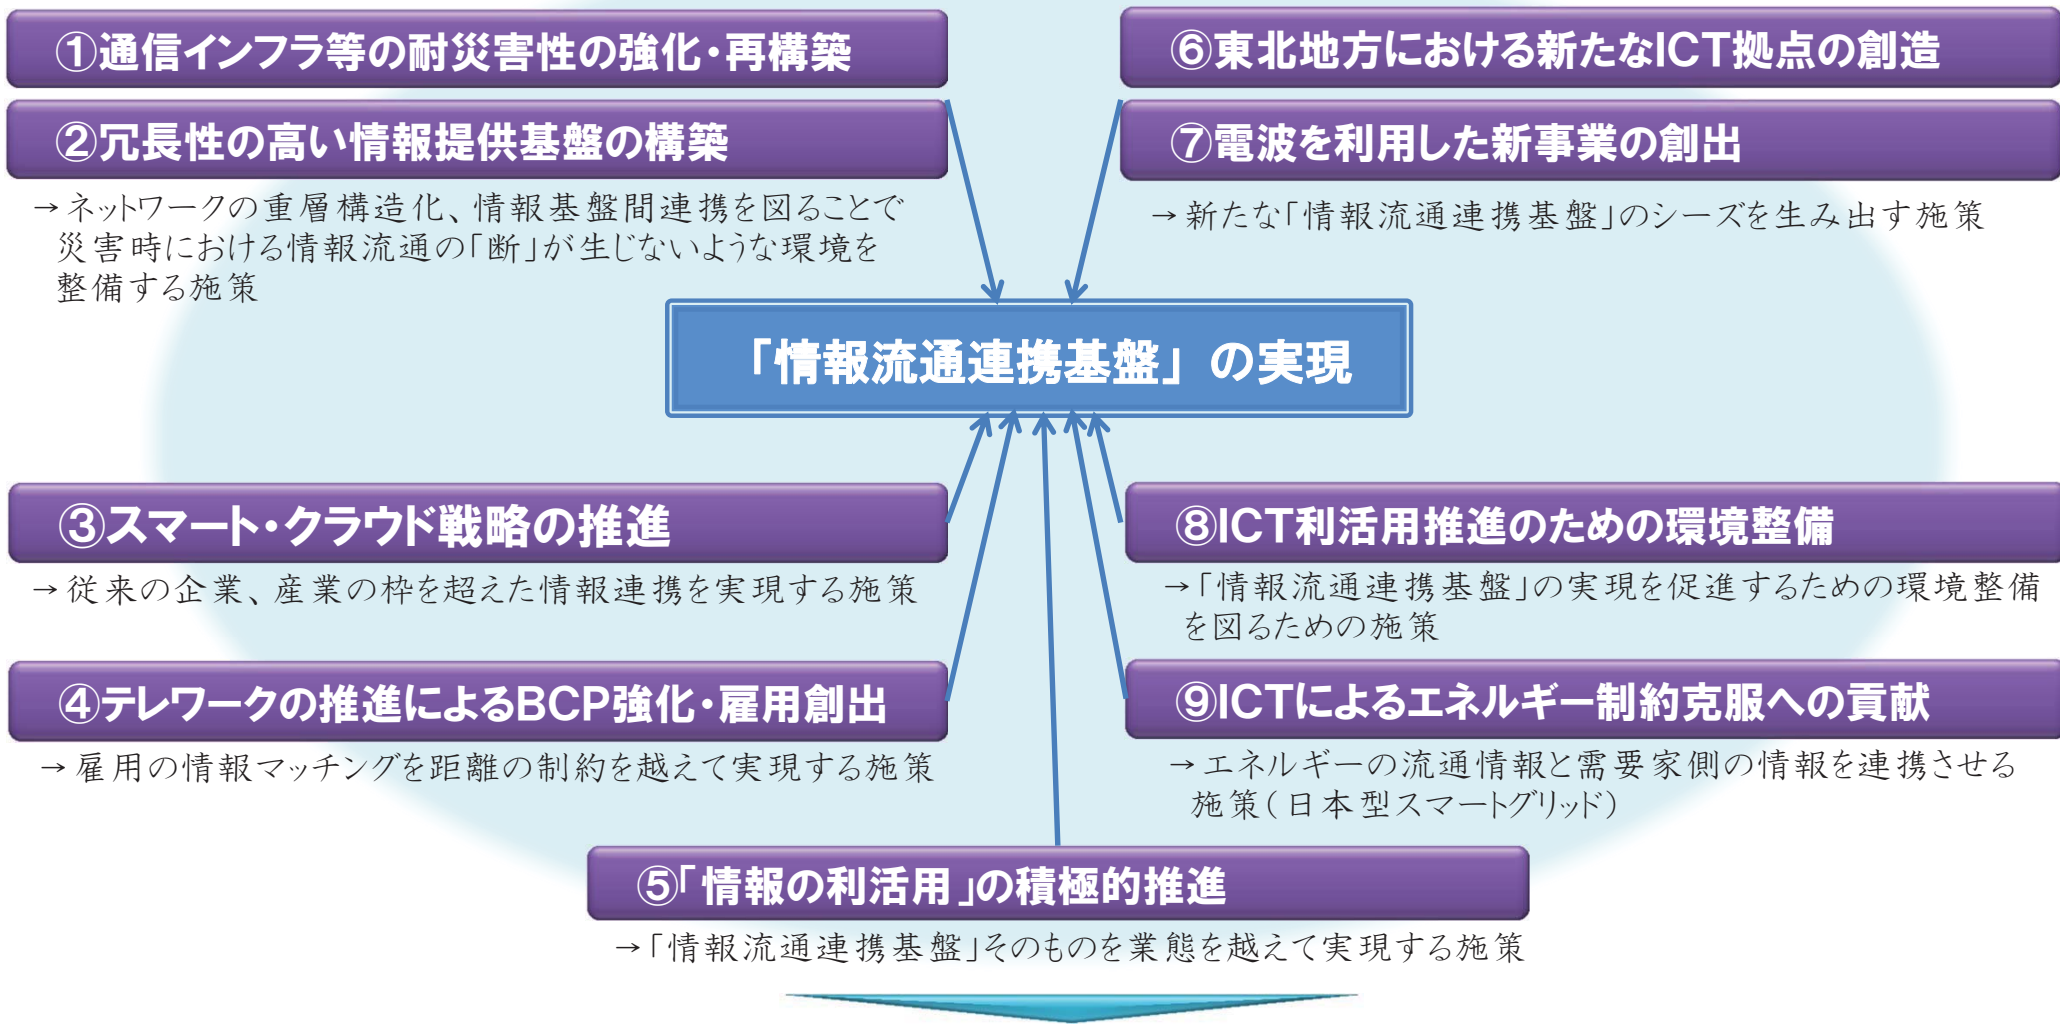 ①通信インフラ等の耐災害性の強化・再構築
②冗長性の高い情報提供基盤の構築
→ネットワークの重層構造化、情報基盤間連携を図ることで
災害時における情報流通の「断」が生じないような環境を
整備する施策
⑥東北地方における新たなICT拠点の創造
⑦電波を利用した新事業の創出
→新たな「情報流通連携基盤」のシーズを生み出す施策
「情報流通連携基盤」の実現
③スマート・クラウド戦略の推進
→従来の企業、産業の枠を超えた情報連携を実現する施策
④テレワークの推進によるBCP強化・雇用創出
→雇用の情報マッチングを距離の制約を越えて実現する施策
⑧ICT利活用推進のための環境整備
→「情報流通連携基盤」の実現を促進するための環境整備
を図るための施策
⑨ICTによるエネルギー制約克服への貢献
→エネルギーの流通情報と需要家側の情報を連携させる
施策(日本型スマートグリッド)
⑤「情報の利活用」の積極的推進
→「情報流通連携基盤」そのものを業態を越えて実現する施策